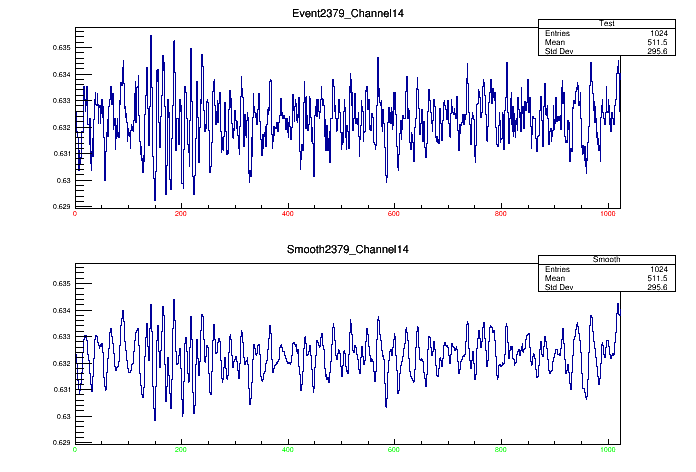 Event2379_Channel14
Test
Entries 1024
Mean 511.5
Std Dev 295.6
0.635
0.634
0.633
0.632
0.631
0.63
0.629
0 200 400 600 800 1000
Smooth2379_Channel14
Smooth
Entries 1024
Mean 511.5
Std Dev 295.6
0.635
0.634
0.633
0.632
0.631
0.63
0.629
0 200 400 600 800 1000